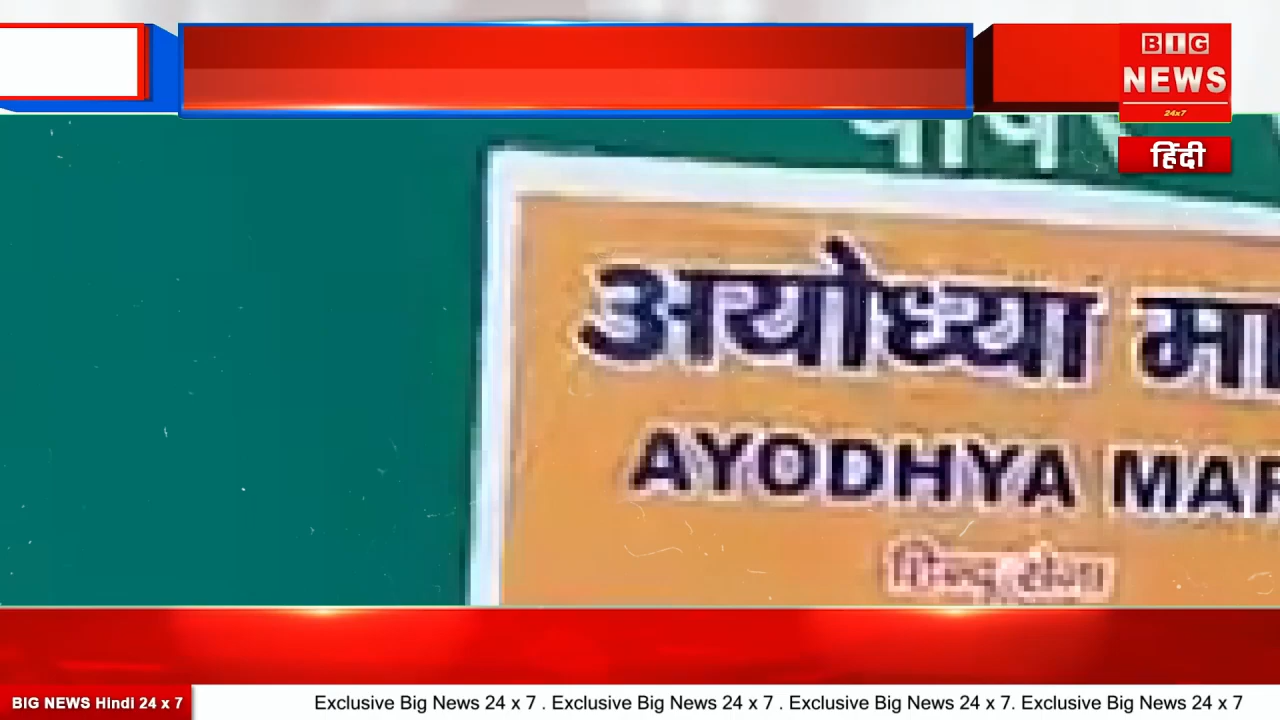 BIG
NEWS
24x7
हिंदी
अयोध्या
AYODHYA
हिन्दू सेना
BIG NEWS Hindi 24 x 7
Exclusive Big News 24 x 7 . Exclusive Big News 24 x 7 . Exclusive Big News 24 x 7. Exclusive Big News 24 x 7